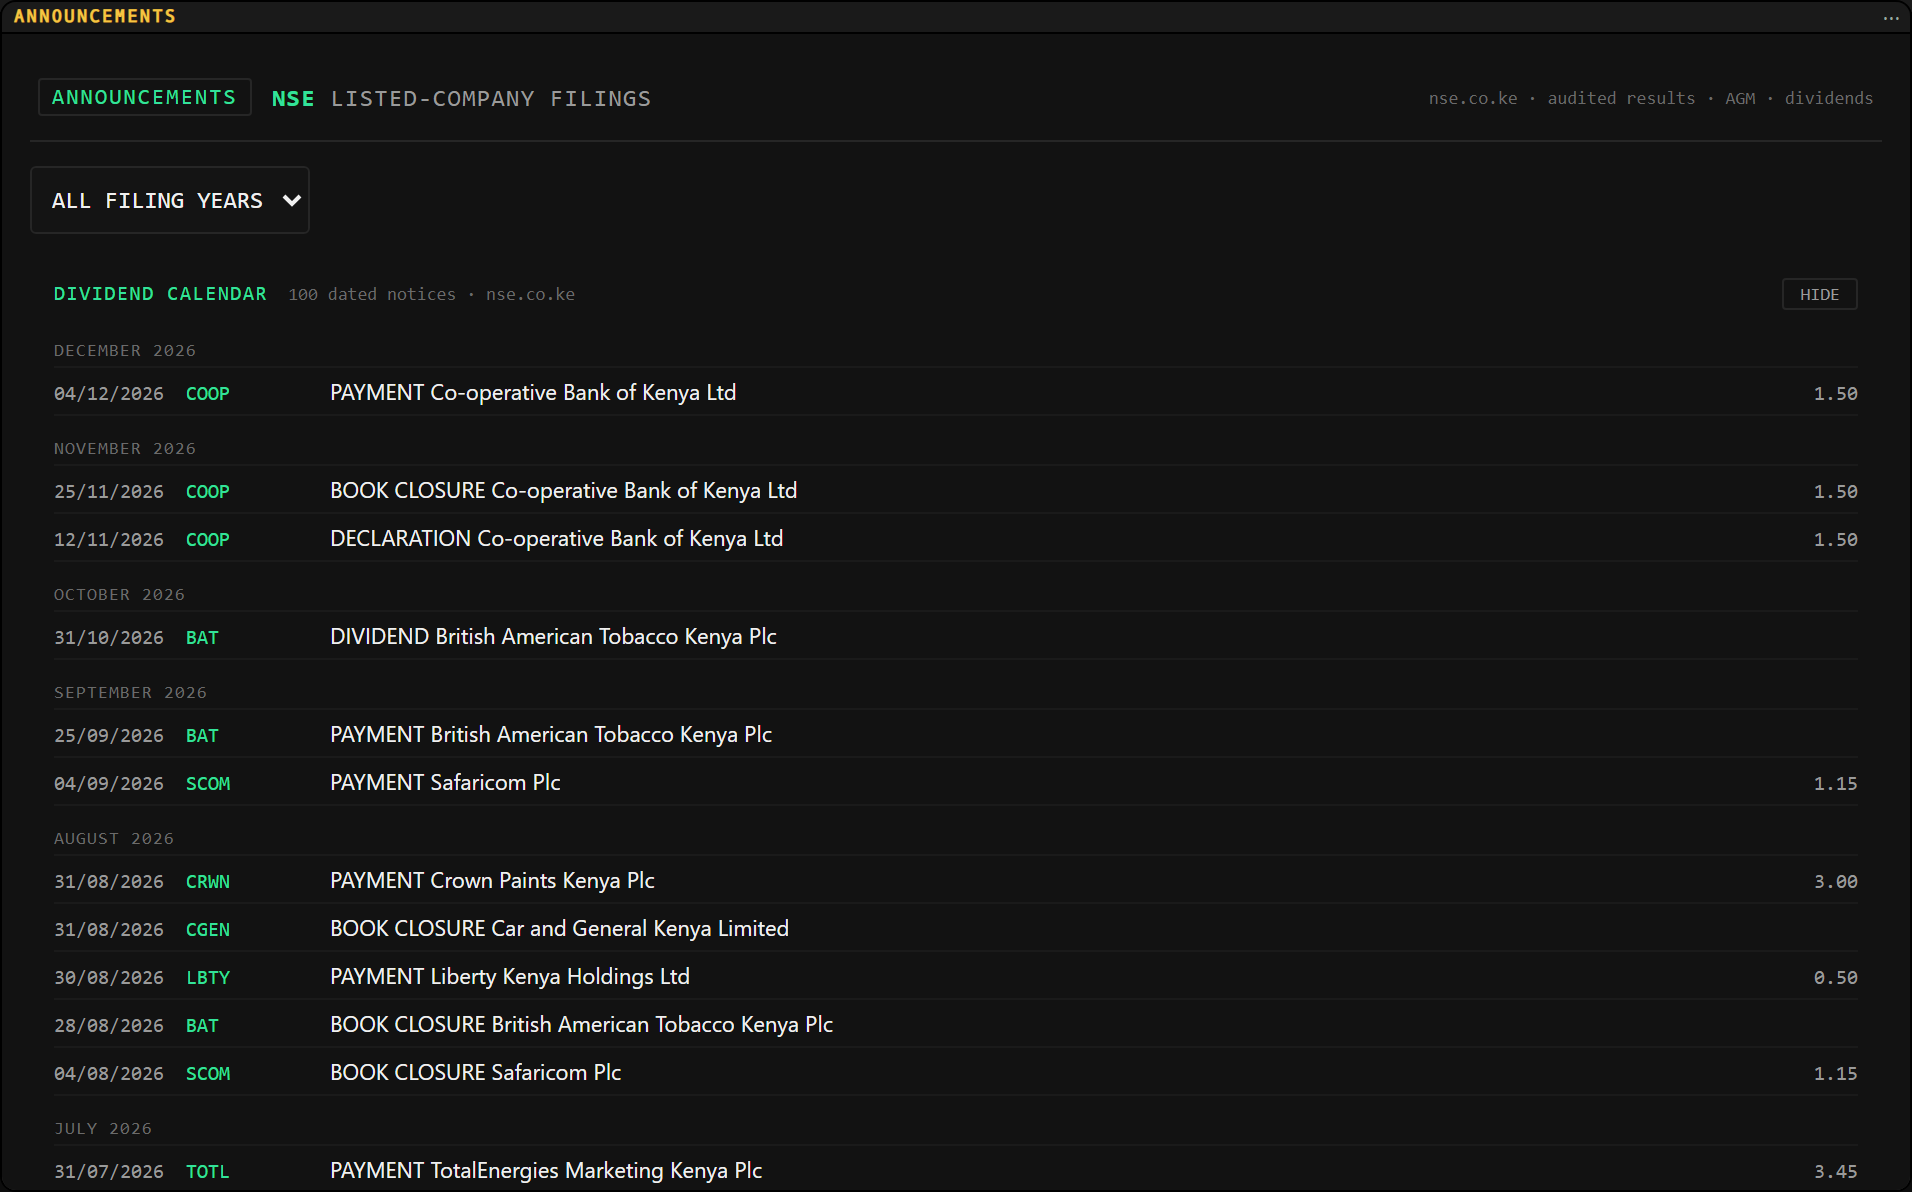 ANNOUNCEMENTS ...
ANNOUNCEMENTS NSE LISTED-COMPANY FILINGS nse.co.ke · audited results · AGM · dividends
ALL FILING YEARS
DIVIDEND CALENDAR 100 dated notices · nse.co.ke HIDE
DECEMBER 2026
04/12/2026 COOP PAYMENT Co-operative Bank of Kenya Ltd 1.50
NOVEMBER 2026
25/11/2026 COOP BOOK CLOSURE Co-operative Bank of Kenya Ltd 1.50
12/11/2026 COOP DECLARATION Co-operative Bank of Kenya Ltd 1.50
OCTOBER 2026
31/10/2026 BAT DIVIDEND British American Tobacco Kenya Plc
SEPTEMBER 2026
25/09/2026 BAT PAYMENT British American Tobacco Kenya Plc
04/09/2026 SCOM PAYMENT Safaricom Plc 1.15
AUGUST 2026
31/08/2026 CRWN PAYMENT Crown Paints Kenya Plc 3.00
31/08/2026 CGEN BOOK CLOSURE Car and General Kenya Limited
30/08/2026 LBTY PAYMENT Liberty Kenya Holdings Ltd 0.50
28/08/2026 BAT BOOK CLOSURE British American Tobacco Kenya Plc
04/08/2026 SCOM BOOK CLOSURE Safaricom Plc 1.15
JULY 2026
31/07/2026 TOTL PAYMENT TotalEnergies Marketing Kenya Plc 3.45